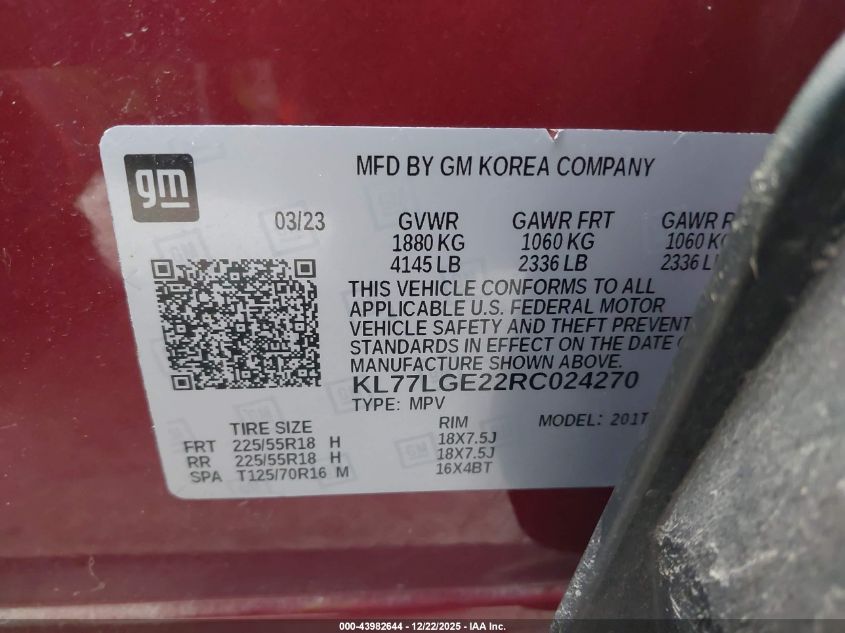 gm
MFD BY GM KOREA COMPANY
03/23 GVWR GAWR FRT GAWR
1880 KG 1060 KG 1060
4145 LB 2336 LB 2336
THIS VEHICLE CONFORMS TO ALL
APPLICABLE U.S. FEDERAL MOTOR
VEHICLE SAFETY AND THEFT PREVENT
STANDARDS IN EFFECT ON THE DATE
MANUFACTURE SHOWN ABOVE.
KL77LGE22RC024270
TYPE: MPV
TIRE SIZE RIM MODEL: 201T
FRT 225/55R18 H 18X7.5J
RR 225/55R18 H 18X7.5J
SPA T125/70R16 M 16X4BT
000-43982644 - 12/22/2025 - IAA Inc.